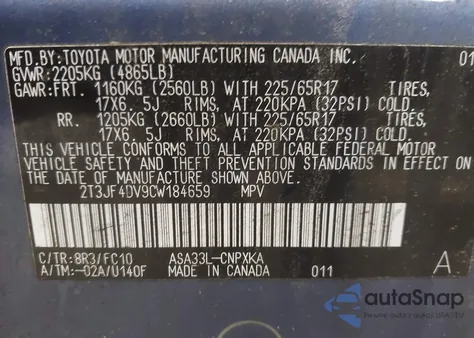 MFD.BY:TOYOTA MOTOR MANUFACTURING CANADA INC. 01
GVWR:2205KG (4865LB)
GAWR:FRT. 1160KG (2560LB) WITH 225/65R17 TIRES,
17X6.5J RIMS, AT 220KPA (32PSI) COLD.
RR. 1205KG (2660LB) WITH 225/65R17 TIRES,
17X6.5J RIMS, AT 220KPA (32PSI) COLD.
THIS VEHICLE CONFORMS TO ALL APPLICABLE FEDERAL MOTOR
VEHICLE SAFETY AND THEFT PREVENTION STANDARDS IN EFFECT ON
THE DATE OF MANUFACTURE SHOWN ABOVE.
2T3JF4DV9CW184659 MPV
C/TR:8R3/FC10 ASA33L-CNPXKA
A/TM:-02A/U140F MADE IN CANADA 011 A
autoSnap